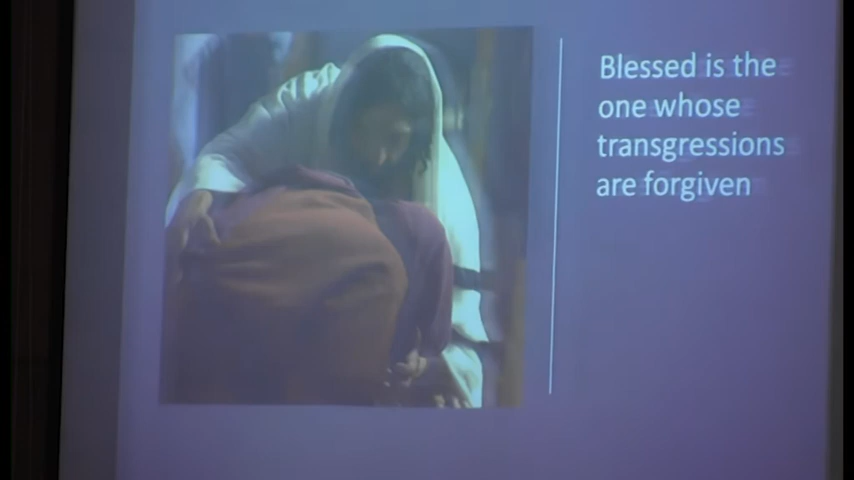 Blessed is the
one whose
transgressions
are forgiven